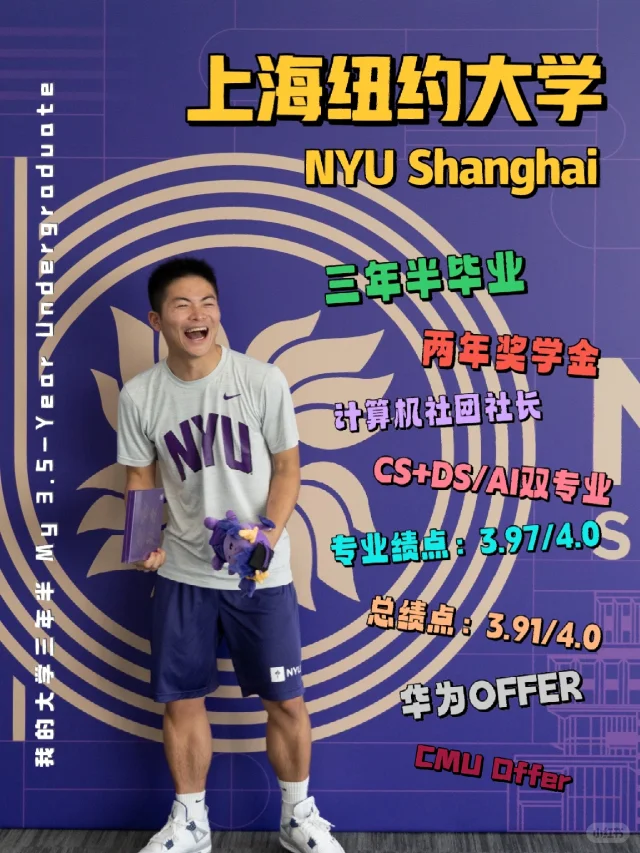 上海纽约大学
NYU Shanghai
三年半毕业
两年奖学金
计算机社团社长
CS+DS/AI双专业
专业绩点：3.97/4.0
总绩点：3.91/4.0
华为OFFER
CMU Offer
我的大学三年半 My 3.5-Year Undergraduate
NYU
NYU
N
S
小红书